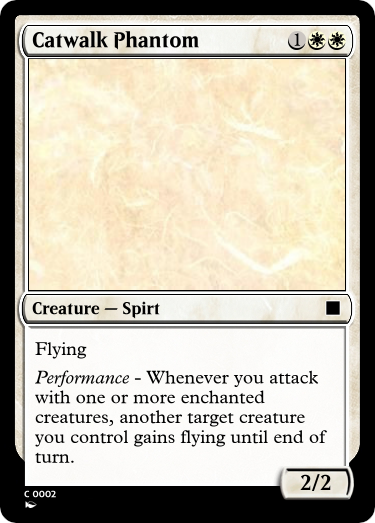 Catwalk Phantom 1
Creature — Spirt
Flying
Performance - Whenever you attack
with one or more enchanted
creatures, another target creature
you control gains flying until end of
turn.
2/2
C 0002